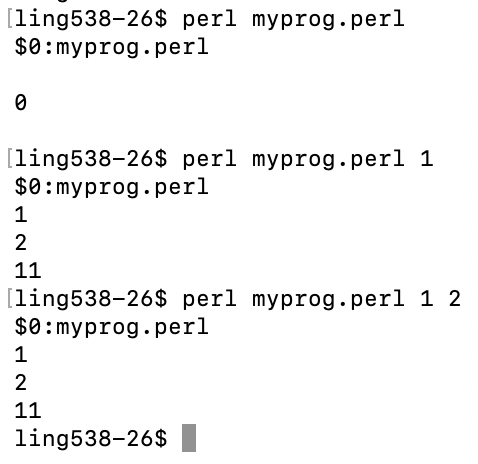 [ling538-26$ perl myprog.perl
$0:myprog.perl

0

[ling538-26$ perl myprog.perl 1
$0:myprog.perl
1
2
11
[ling538-26$ perl myprog.perl 1 2
$0:myprog.perl
1
2
11
ling538-26$